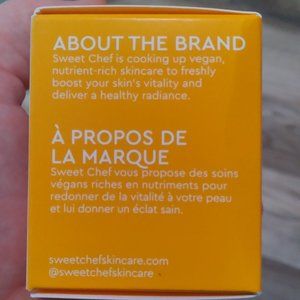 ABOUT THE BRAND
Sweet Chef is cooking up vegan,
nutrient-rich skincare to freshly
boost your skin's vitality and
deliver a healthy radiance.
À PROPOS DE
LA MARQUE
Sweet Chef vous propose des soins
végans riches en nutriments pour
redonner de la vitalité à votre peau
et lui donner un éclat sain.
sweetchefskincare.com
@sweetchefskincare